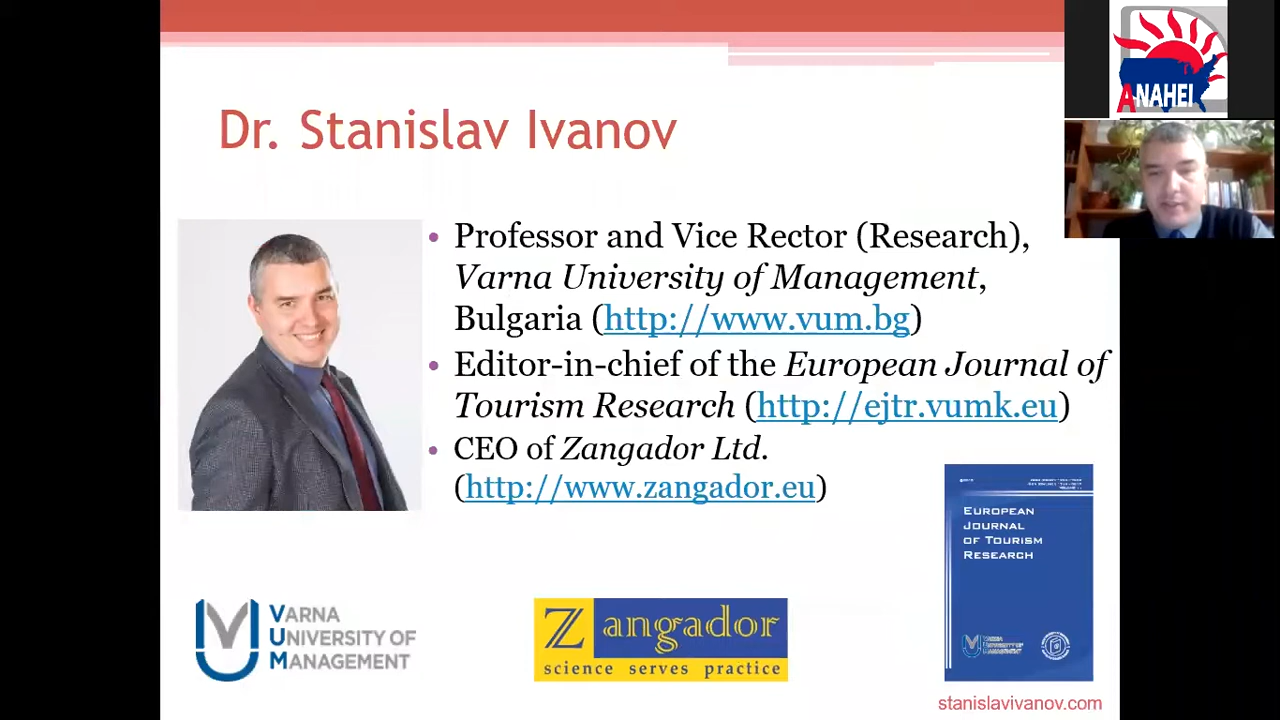 ANAHEI
Dr. Stanislav Ivanov
Professor and Vice Rector (Research),
Varna University of Management,
Bulgaria (http://www.vum.bg)
Editor-in-chief of the European Journal of
Tourism Research (http://ejtr.vumk.eu)
CEO of Zangador Ltd.
(http://www.zangador.eu)
EUROPEAN
JOURNAL
OF TOURISM
RESEARCH
VARNA
UNIVERSITY OF
MANAGEMENT
Zangador
science serves practice
stanislavivanov.com